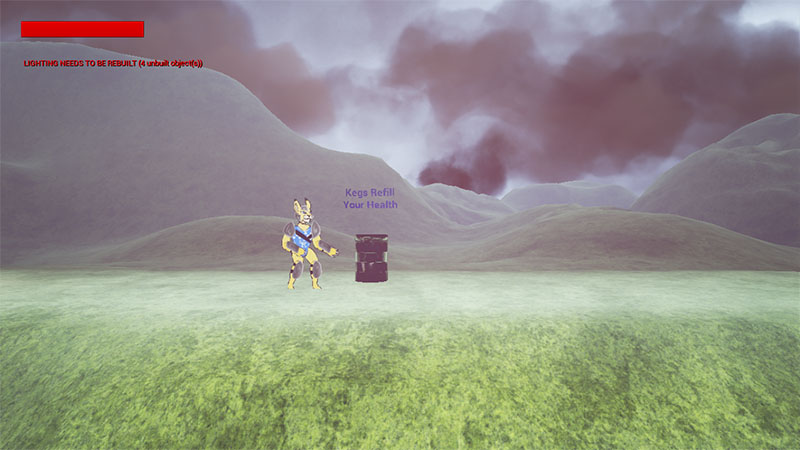 LIGHTING NEEDS TO BE REBUILT (4 unbuilt object(s))
Kegs Refill
Your Health